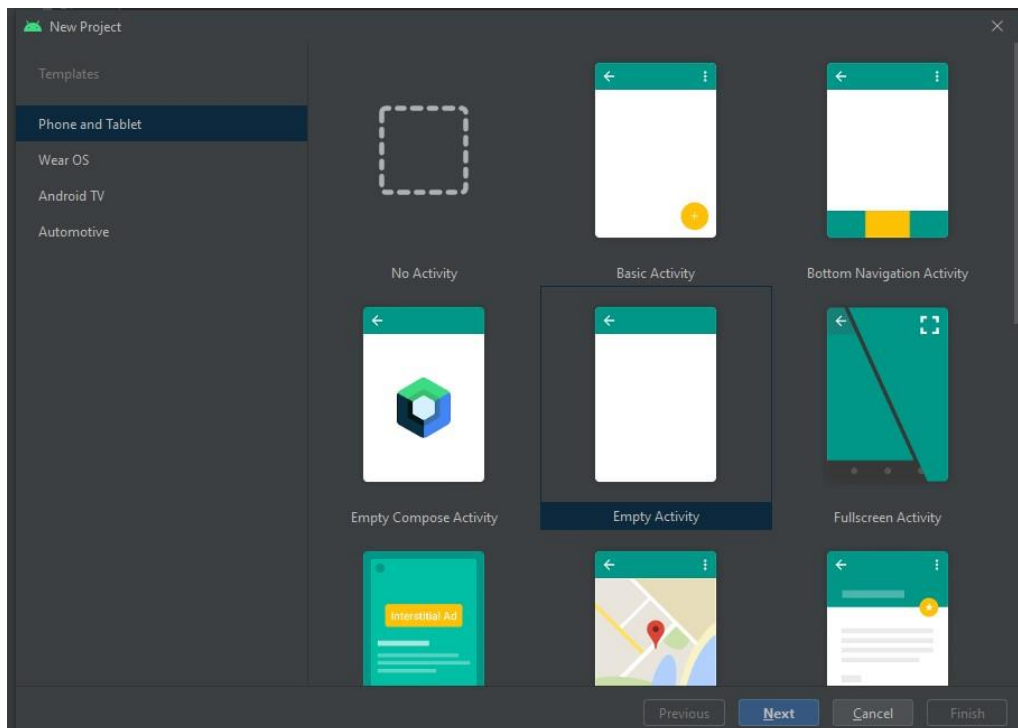 New Project
Templates
Phone and Tablet
Wear OS
Android TV
Automotive
No Activity
Basic Activity
Bottom Navigation Activity
Empty Compose Activity
Empty Activity
Fullscreen Activity
Interstitial Ad
Previous
Next
Cancel
Finish